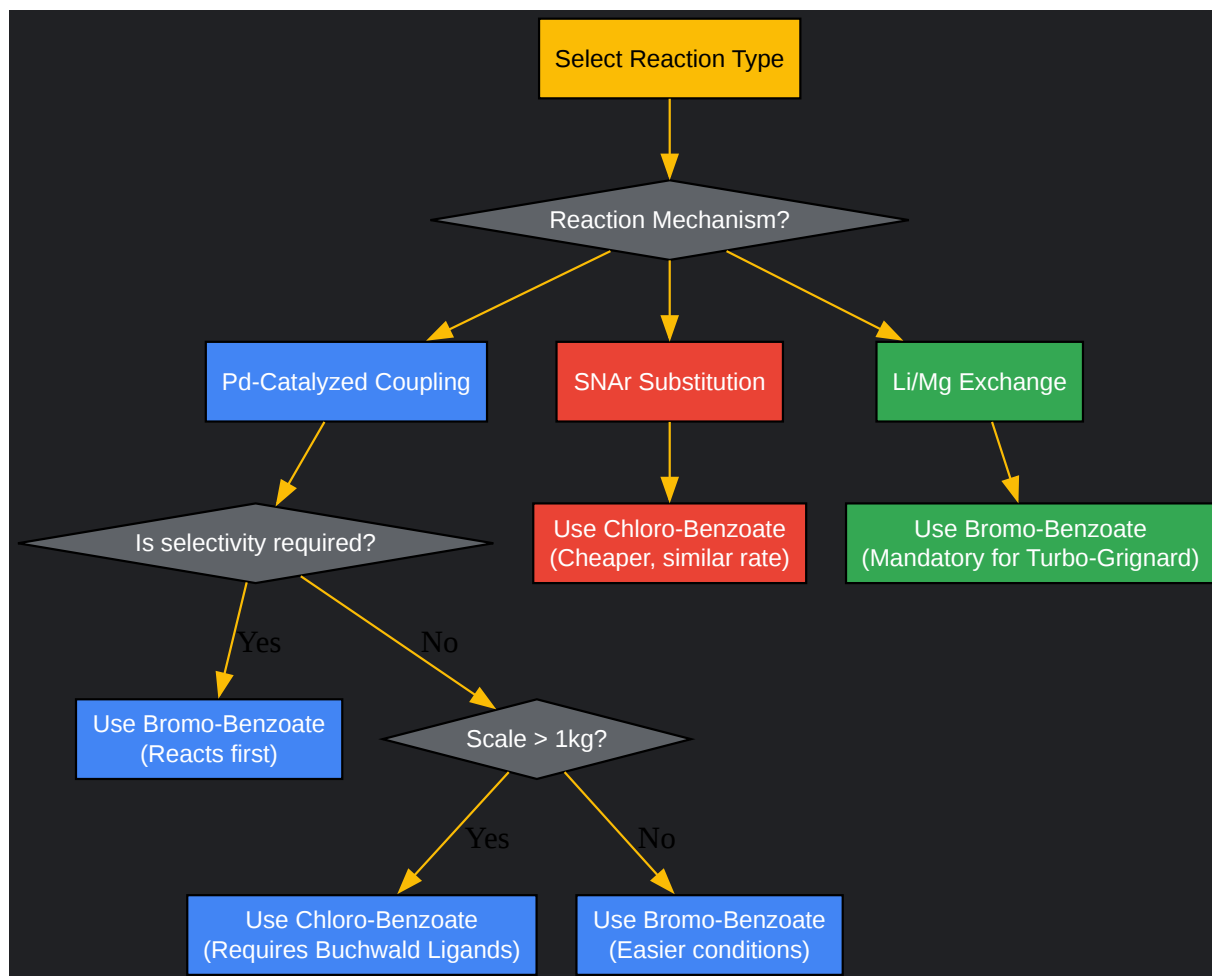 Select Reaction Type
Reaction Mechanism?
Pd-Catalyzed Coupling
SNAr Substitution
Li/Mg Exchange
Is selectivity required?
Use Chloro-Benzoate
(Cheaper, similar rate)
Use Bromo-Benzoate
(Mandatory for Turbo-Grignard)
Yes
No
Use Bromo-Benzoate
(Reacts first)
Scale > 1kg?
Yes
No
Use Chloro-Benzoate
(Requires Buchwald Ligands)
Use Bromo-Benzoate
(Easier conditions)